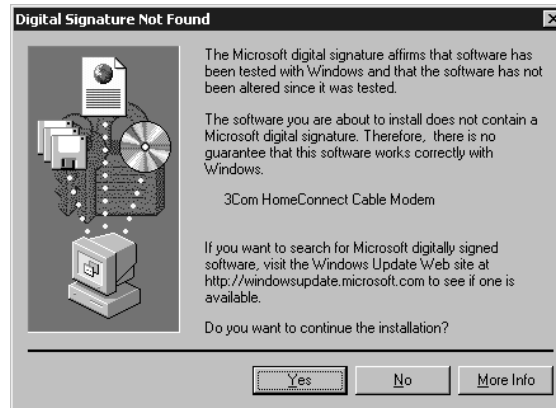 Digital Signature Not Found
The Microsoft digital signature affirms that software has
been tested with Windows and that the software has not
been altered since it was tested.
The software you are about to install does not contain a
Microsoft digital signature. Therefore, there is no
guarantee that this software works correctly with
Windows.
3Com HomeConnect Cable Modem
If you want to search for Microsoft digitally signed
software, visit the Windows Update Web site at
http://windowsupdate.microsoft.com to see if one is
available.
Do you want to continue the installation?
Yes No More Info